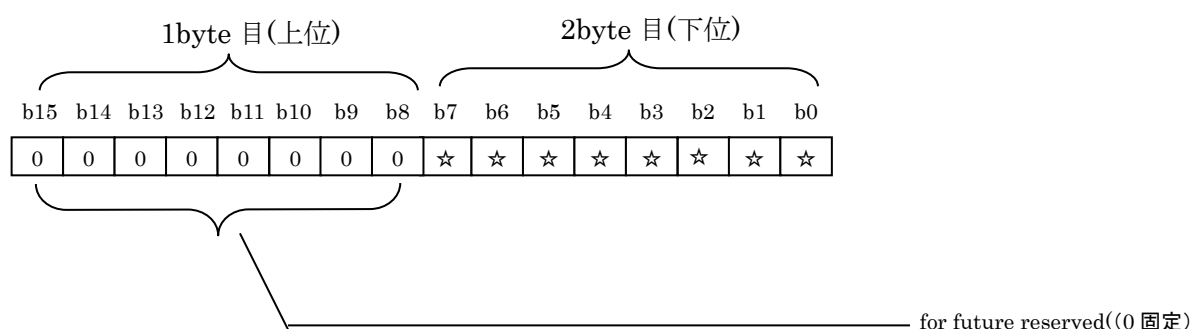 1byte 目(上位) 2byte 目(下位)
b15 b14 b13 b12 b11 b10 b9 b8 b7 b6 b5 b4 b3 b2 b1 b0
0 0 0 0 0 0 0 0 ☆ ☆ ☆ ☆ ☆ ☆ ☆ ☆
for future reserved((0 固定)